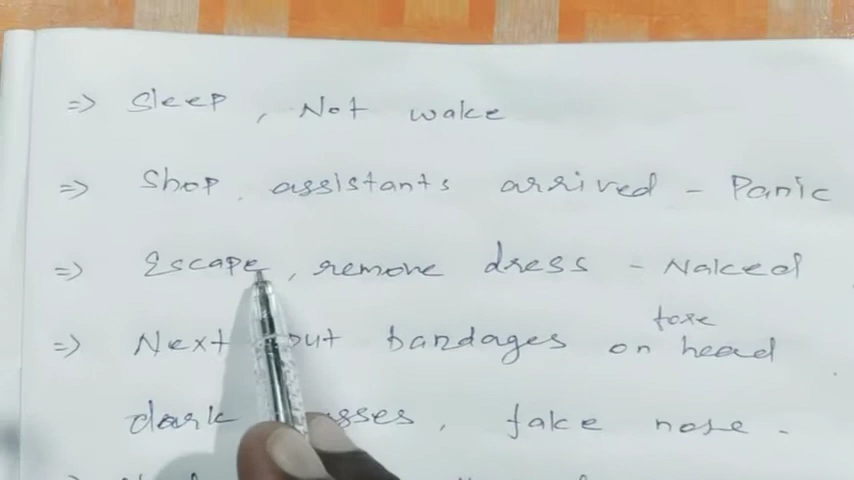 => Sleep, Not wake
=> Shop. assistants arrived - Panic
=> Escape, remove dress - Naked
=> Next put bandages on head
dark glasses, fake nose -